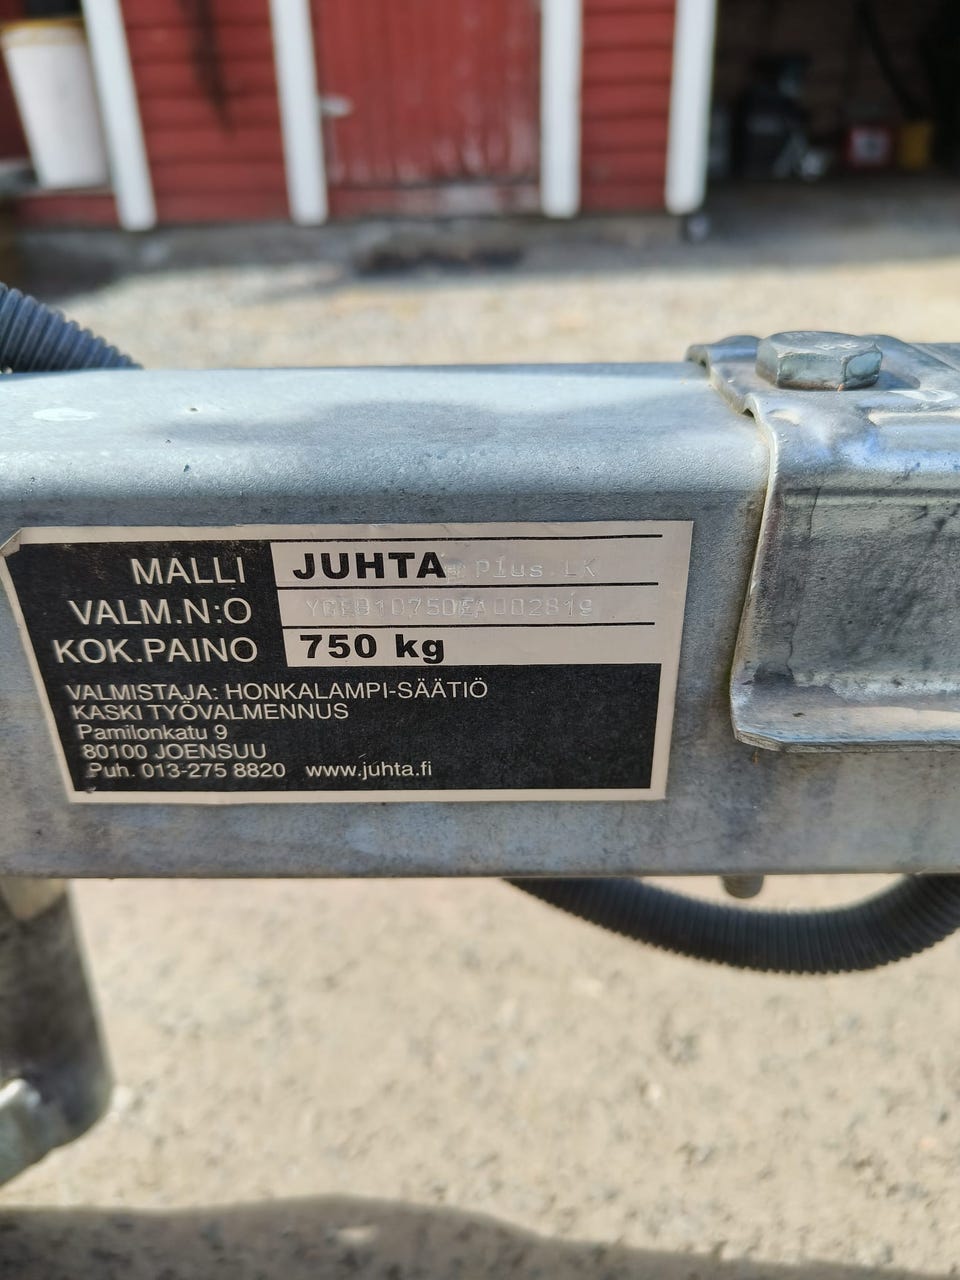 MALLI JUHTA Plus LK
VALM.N:O
KOK.PAINO 750 kg
VALMISTAJA: HONKALAMPI-SÄÄTIÖ
KASKI TYÖVALMENNUS
Pamilonkatu 9
80100 JOENSUU
Puh. 013-275 8820 www.juhta.fi